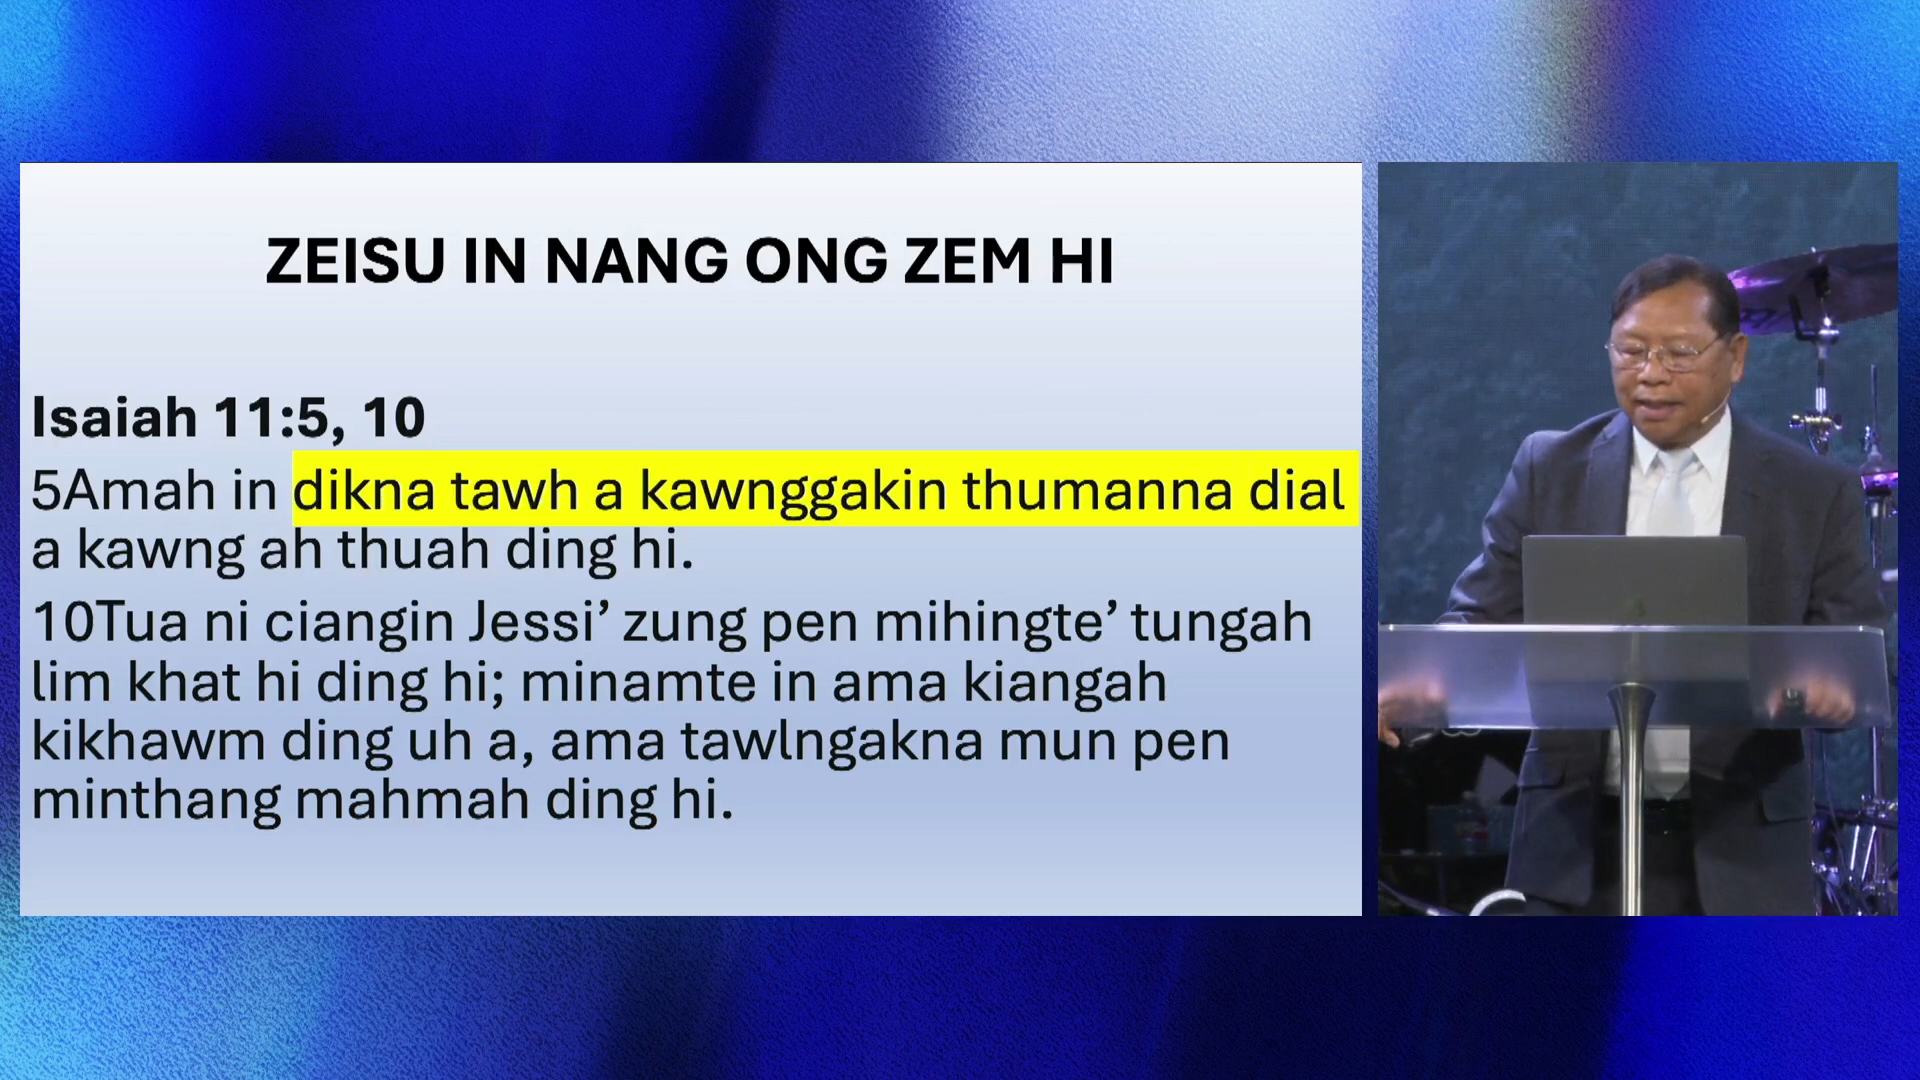 ZEISU IN NANG ONG ZEM HI
Isaiah 11:5, 10
5Amah in dikna tawh a kawnggakin thumanna dial
a kawng ah thuah ding hi.
10Tua ni ciangin Jessi’ zung pen mihingte’ tungah
lim khat hi ding hi; minamte in ama kiangah
kikhawm ding uh a, ama tawlngakna mun pen
minthang mahmah ding hi.